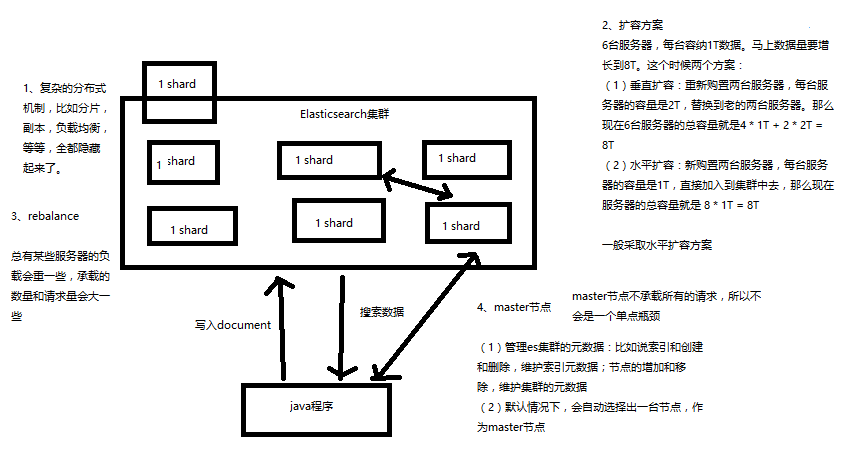 1、复杂的分布式
机制，比如分片，
副本，负载均衡，
等等，全都隐藏
起来了。
1 shard
Elasticsearch集群
1 shard
1 shard
1 shard
1 shard
1 shard
1 shard
写入document
搜索数据
java程序
2、扩容方案
6台服务器，每台容纳1T数据。马上数据量要增
长到8T。这个时候两个方案：
（1）垂直扩容：重新购置两台服务器，每台服
务器的容量是2T，替换到老的两台服务器。那么
现在6台服务器的总容量就是4 * 1T + 2 * 2T =
8T
（2）水平扩容：新购置两台服务器，每台服务
器的容量是1T，直接加入到集群中去，那么现在
服务器的总容量就是 8 * 1T = 8T
一般采取水平扩容方案
3、rebalance
总有某些服务器的负
载会重一些，承载的
数量和请求量会大一
些
4、master节点
master节点不承载所有的请求，所以不
会是一个单点瓶颈
（1）管理es集群的元数据：比如说索引和创建
和删除，维护索引元数据；节点的增加和移
除，维护集群的元数据
（2）默认情况下，会自动选择出一台节点，作
为master节点